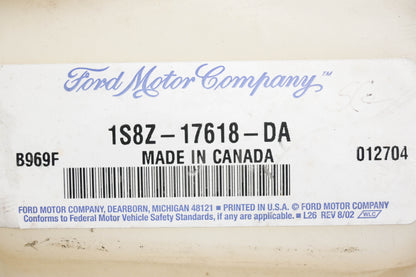 Ford Motor Company™
1S8Z-17618-DA
B969F MADE IN CANADA 012704
FORD MOTOR COMPANY, DEARBORN, MICHIGAN 48121 ■ PRINTED IN U.S.A. © FORD MOTOR COMPANY
Conforms to Federal Motor Vehicle Safety Standards, if any are applicable. ■ L26 REV 8/02 WLC